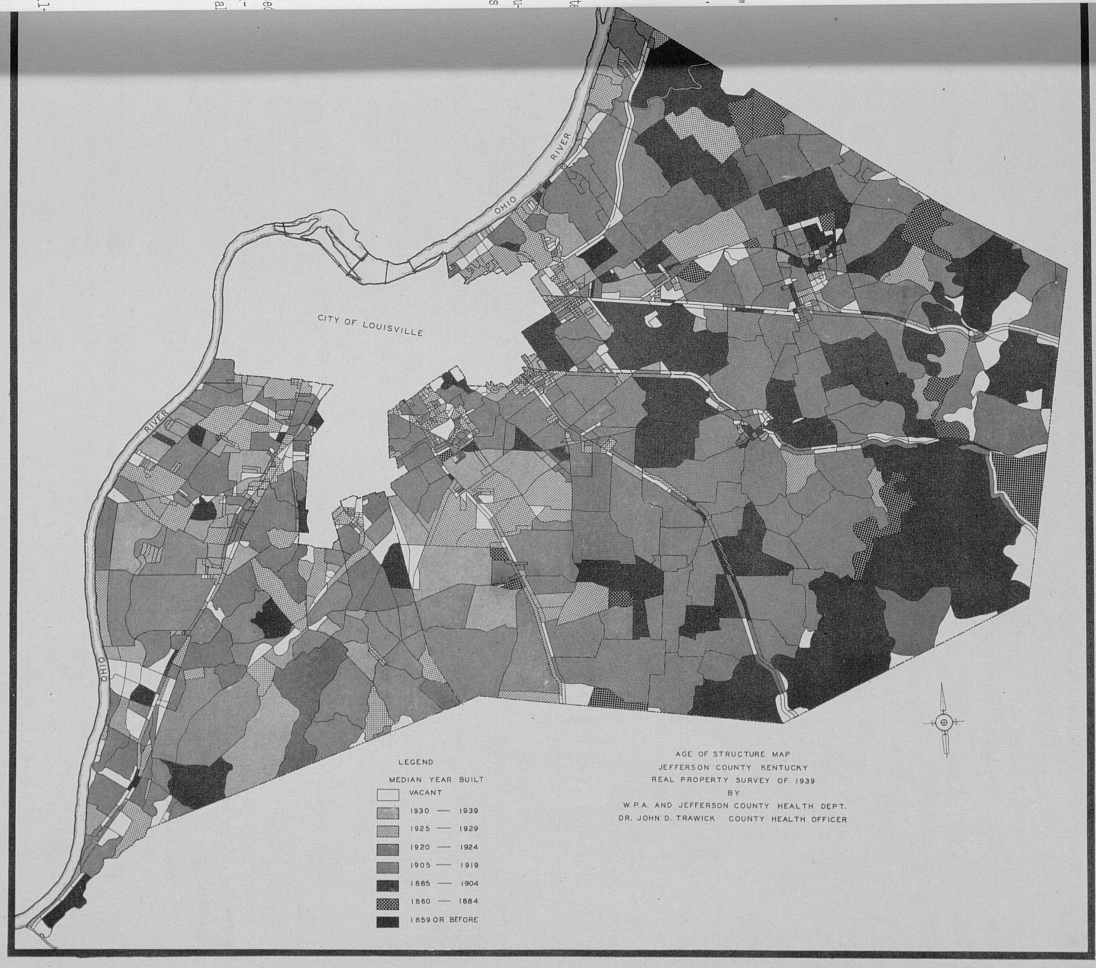 OHIO
RIVER
CITY OF LOUISVILLE
RIVER
OHIO
LEGEND
MEDIAN YEAR BUILT
VACANT
1930 — 1939
1925 — 1929
1920 — 1924
1905 — 1919
1885 — 1904
1860 — 1884
1859 OR BEFORE
AGE OF STRUCTURE MAP
JEFFERSON COUNTY KENTUCKY
REAL PROPERTY SURVEY OF 1939
BY
W.P.A. AND JEFFERSON COUNTY HEALTH DEPT.
DR. JOHN D. TRAWICK COUNTY HEALTH OFFICER